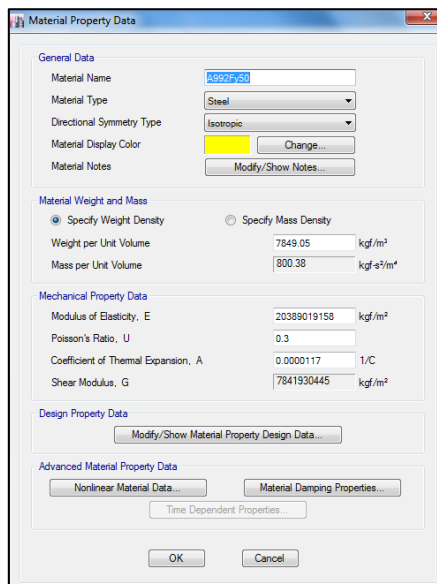 Material Property Data
General Data
Material Name A992Fy50
Material Type Steel
Directional Symmetry Type Isotropic
Material Display Color Change...
Material Notes Modify/Show Notes...
Material Weight and Mass
Specify Weight Density Specify Mass Density
Weight per Unit Volume 7849.05 kgf/m³
Mass per Unit Volume 800.38 kgf-s²/m⁴
Mechanical Property Data
Modulus of Elasticity, E 20389019158 kgf/m²
Poisson's Ratio, U 0.3
Coefficient of Thermal Expansion, A 0.0000117 1/C
Shear Modulus, G 7841930445 kgf/m²
Design Property Data
Modify/Show Material Property Design Data...
Advanced Material Property Data
Nonlinear Material Data... Material Damping Properties...
Time Dependent Properties...
OK Cancel